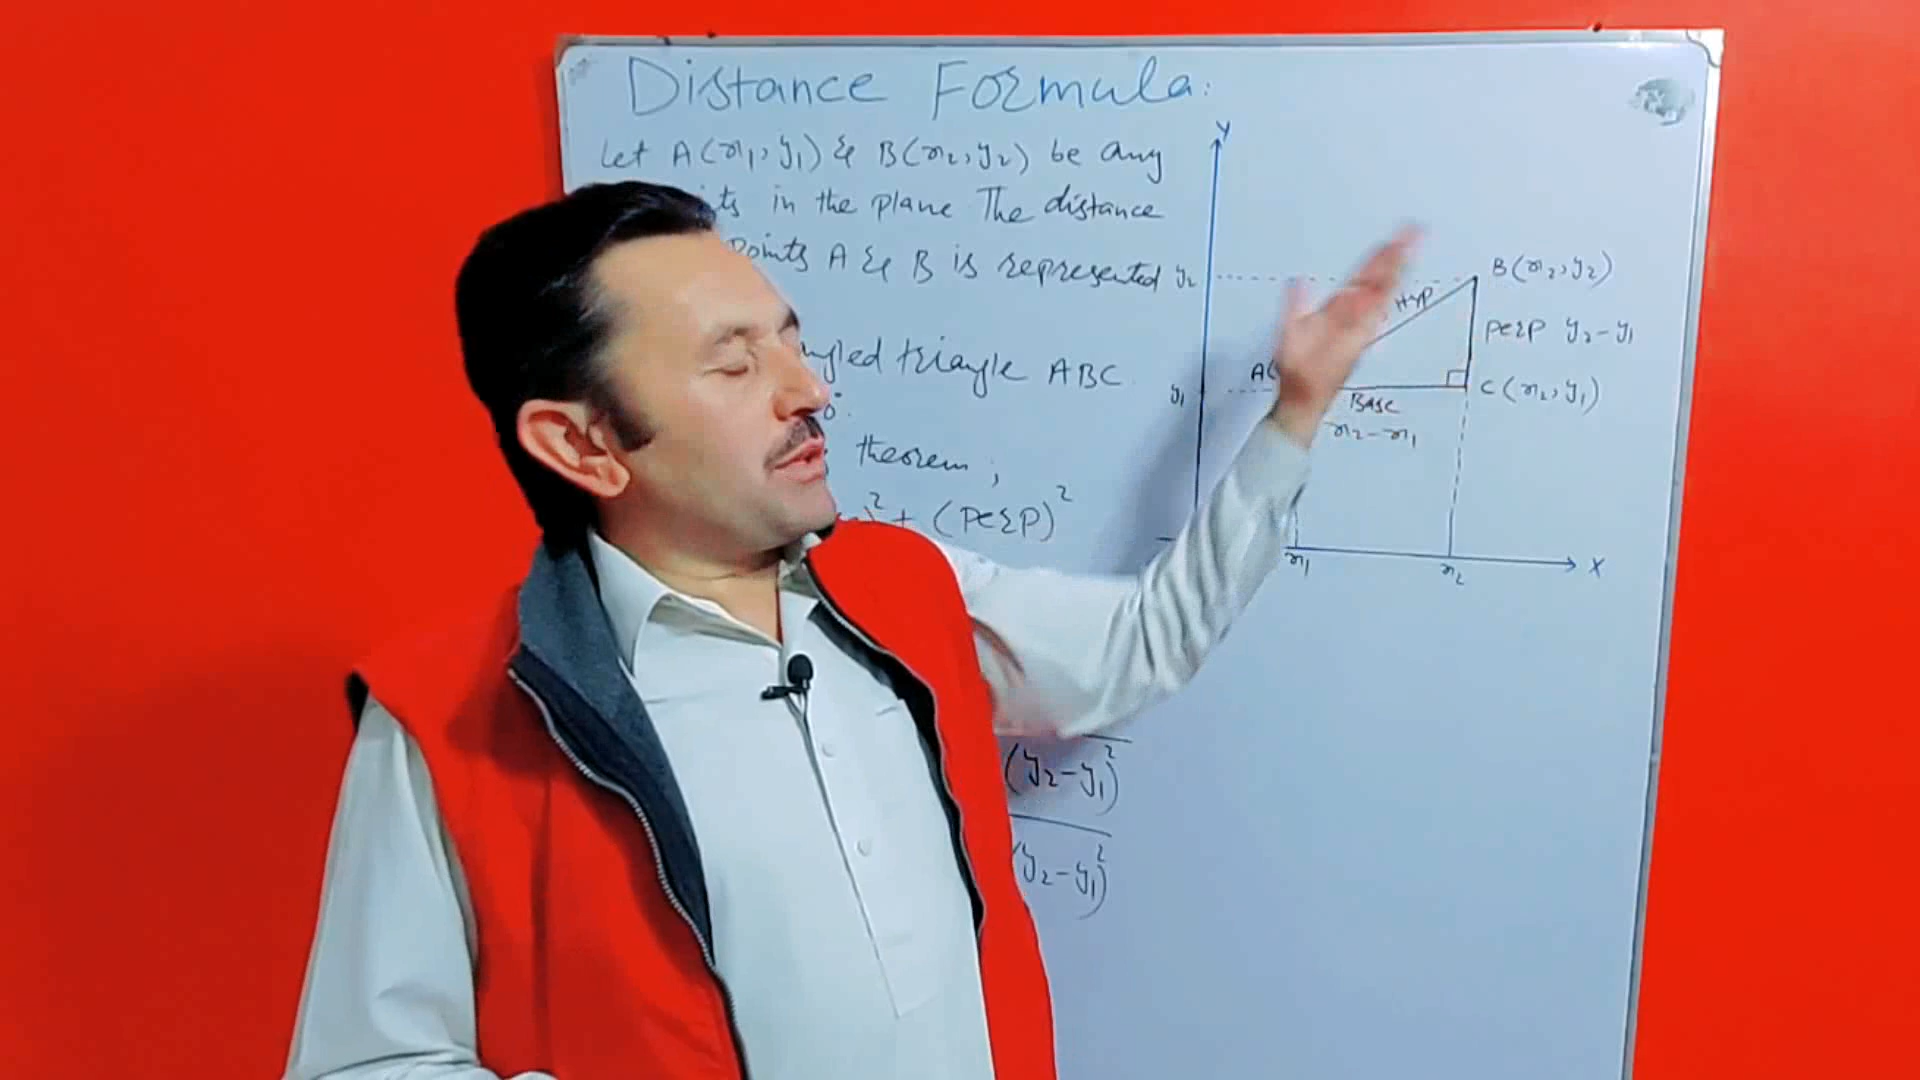 Distance Formula:
Let A(x₁, y₁) & B(x₂, y₂) be any
in the plane The distance
Points A & B is represented
triangle ABC
theorem;
² + (Perp)²
(y₂-y₁)²
(y₂-y₁)²
Y
y₂
B(x₂, y₂)
Hyp
Perp y₂-y₁
A(
y₁
C(x₂, y₁)
Base
x₂-x₁
x₁
x₂
X